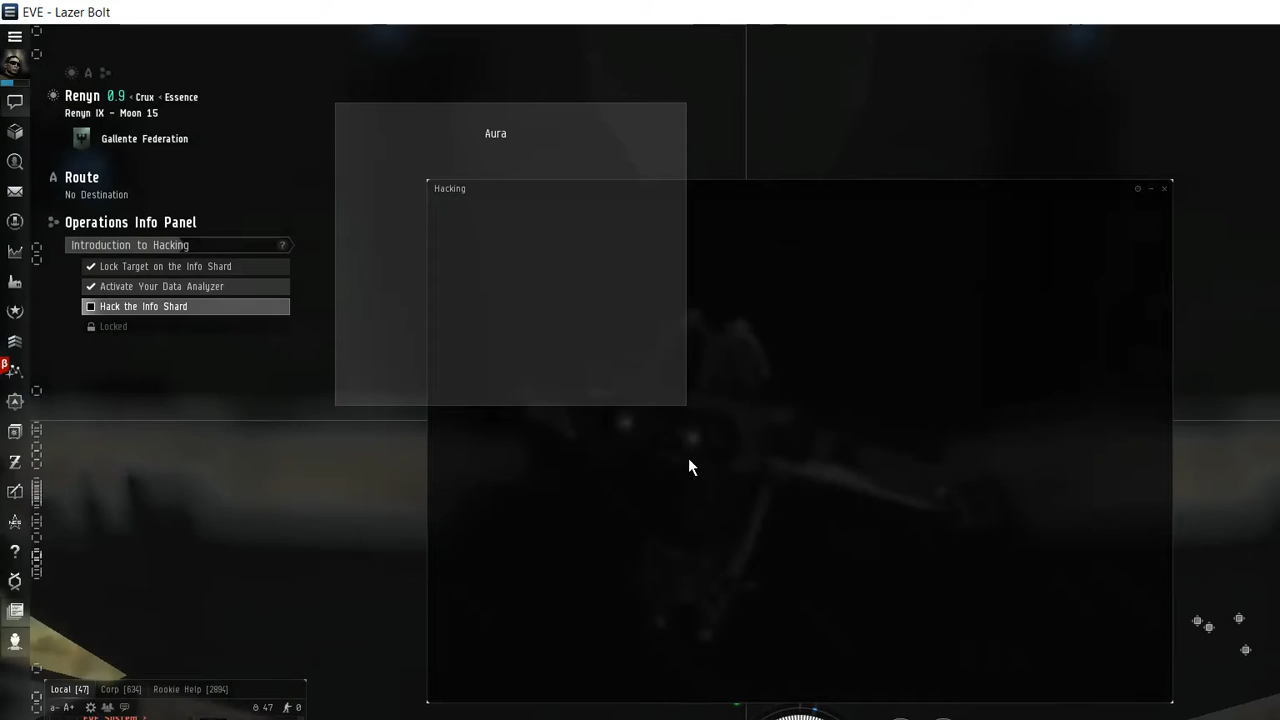 EVE - Lazer Bolt
Renyn 0.9 ‹ Crux ‹ Essence
Renyn IX - Moon 15
Gallente Federation
Route
No Destination
Operations Info Panel
Introduction to Hacking ?
Lock Target on the Info Shard
Activate Your Data Analyzer
Hack the Info Shard
Locked
Aura
Hacking
Local [47] Corp [634] Rookie Help [2894]
a- A+ 47 0
EVE System >